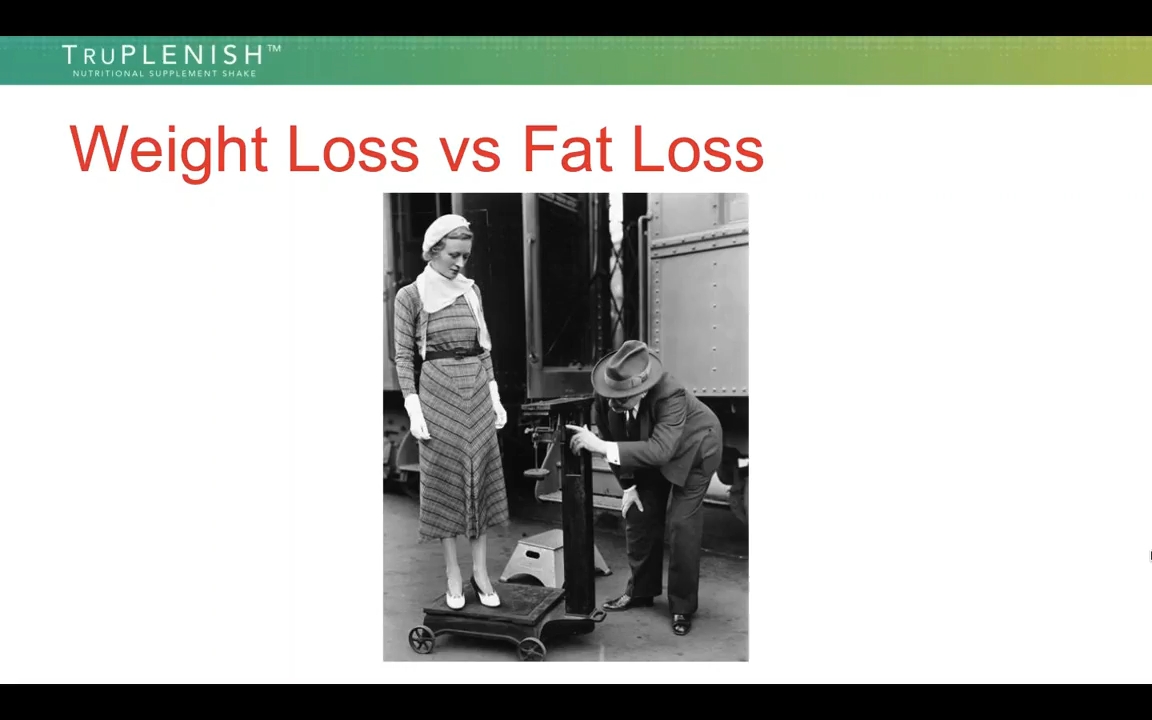 TRUPLENISH™
NUTRITIONAL SUPPLEMENT SHAKE
Weight Loss vs Fat Loss